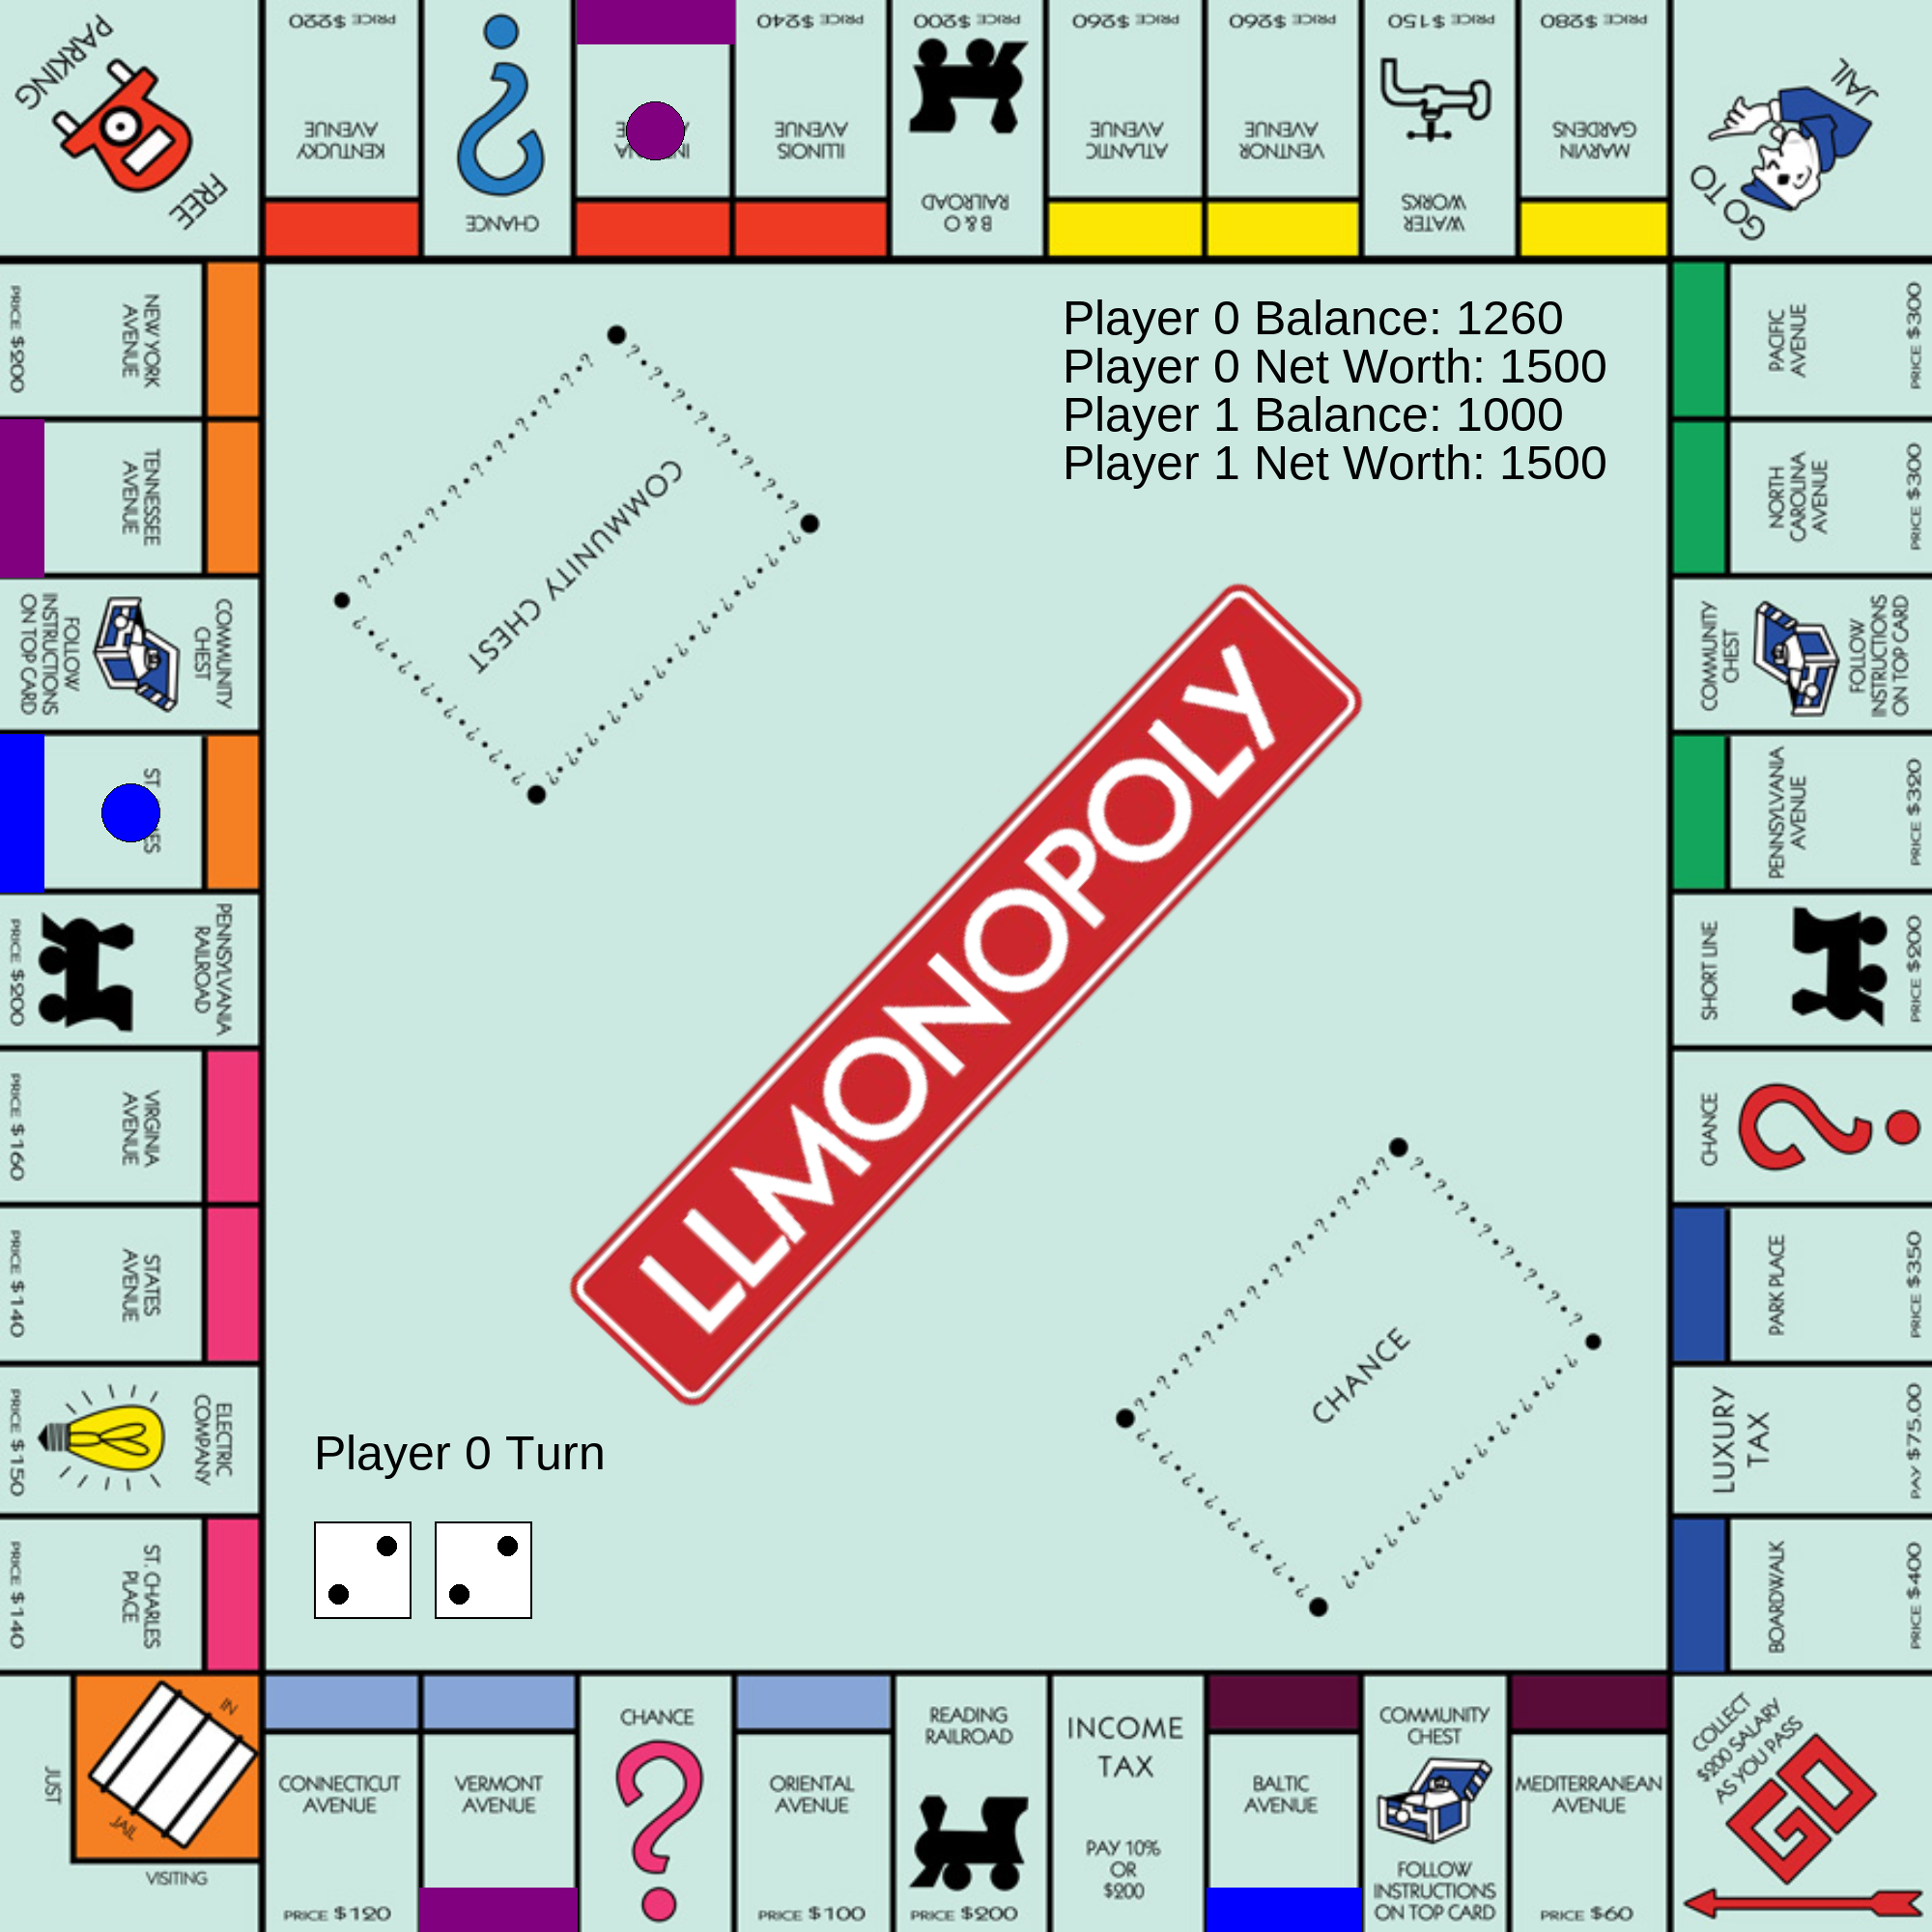 FREE
PARKING
PRICE $220
KENTUCKY
AVENUE
CHANCE
ILLINOIS
AVENUE
PRICE $240
B & O
RAILROAD
PRICE $200
ATLANTIC
AVENUE
PRICE $260
VENTNOR
AVENUE
PRICE $260
WATER
WORKS
PRICE $150
MARVIN
GARDENS
PRICE $280
GO TO
JAIL
NEW YORK
AVENUE
PRICE $200
TENNESSEE
AVENUE
COMMUNITY
CHEST
FOLLOW
INSTRUCTIONS
ON TOP CARD
ST
ES
PENNSYLVANIA
RAILROAD
PRICE $200
VIRGINIA
AVENUE
PRICE $160
STATES
AVENUE
PRICE $140
ELECTRIC
COMPANY
PRICE $150
ST. CHARLES
PLACE
PRICE $140
Player 0 Balance: 1260
Player 0 Net Worth: 1500
Player 1 Balance: 1000
Player 1 Net Worth: 1500
COMMUNITY CHEST
LLMONOPOLY
CHANCE
Player 0 Turn
PACIFIC
AVENUE
PRICE $300
NORTH
CAROLINA
AVENUE
PRICE $300
COMMUNITY
CHEST
FOLLOW
INSTRUCTIONS
ON TOP CARD
PENNSYLVANIA
AVENUE
PRICE $320
SHORT LINE
PRICE $200
CHANCE
PARK PLACE
PRICE $350
LUXURY
TAX
PAY $75.00
BOARDWALK
PRICE $400
JUST
VISITING
IN
JAIL
CONNECTICUT
AVENUE
PRICE $120
VERMONT
AVENUE
CHANCE
ORIENTAL
AVENUE
PRICE $100
READING
RAILROAD
PRICE $200
INCOME
TAX
PAY 10%
OR
$200
BALTIC
AVENUE
COMMUNITY
CHEST
FOLLOW
INSTRUCTIONS
ON TOP CARD
MEDITERRANEAN
AVENUE
PRICE $60
COLLECT
$200 SALARY
AS YOU PASS
GO